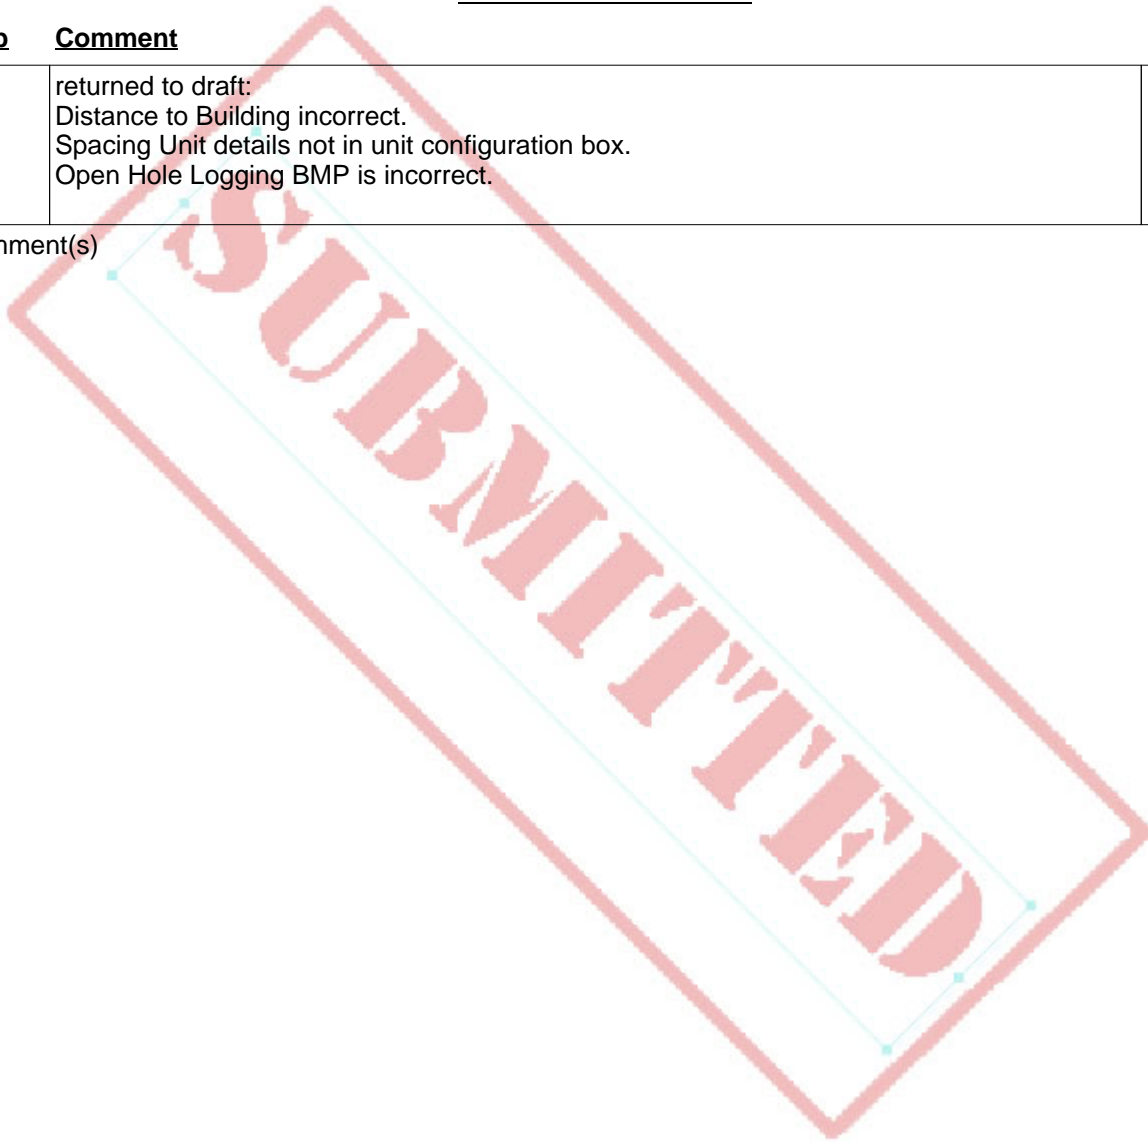 p Comment
returned to draft:
Distance to Building incorrect.
Spacing Unit details not in unit configuration box.
Open Hole Logging BMP is incorrect.
nment(s)
SUBMITTED